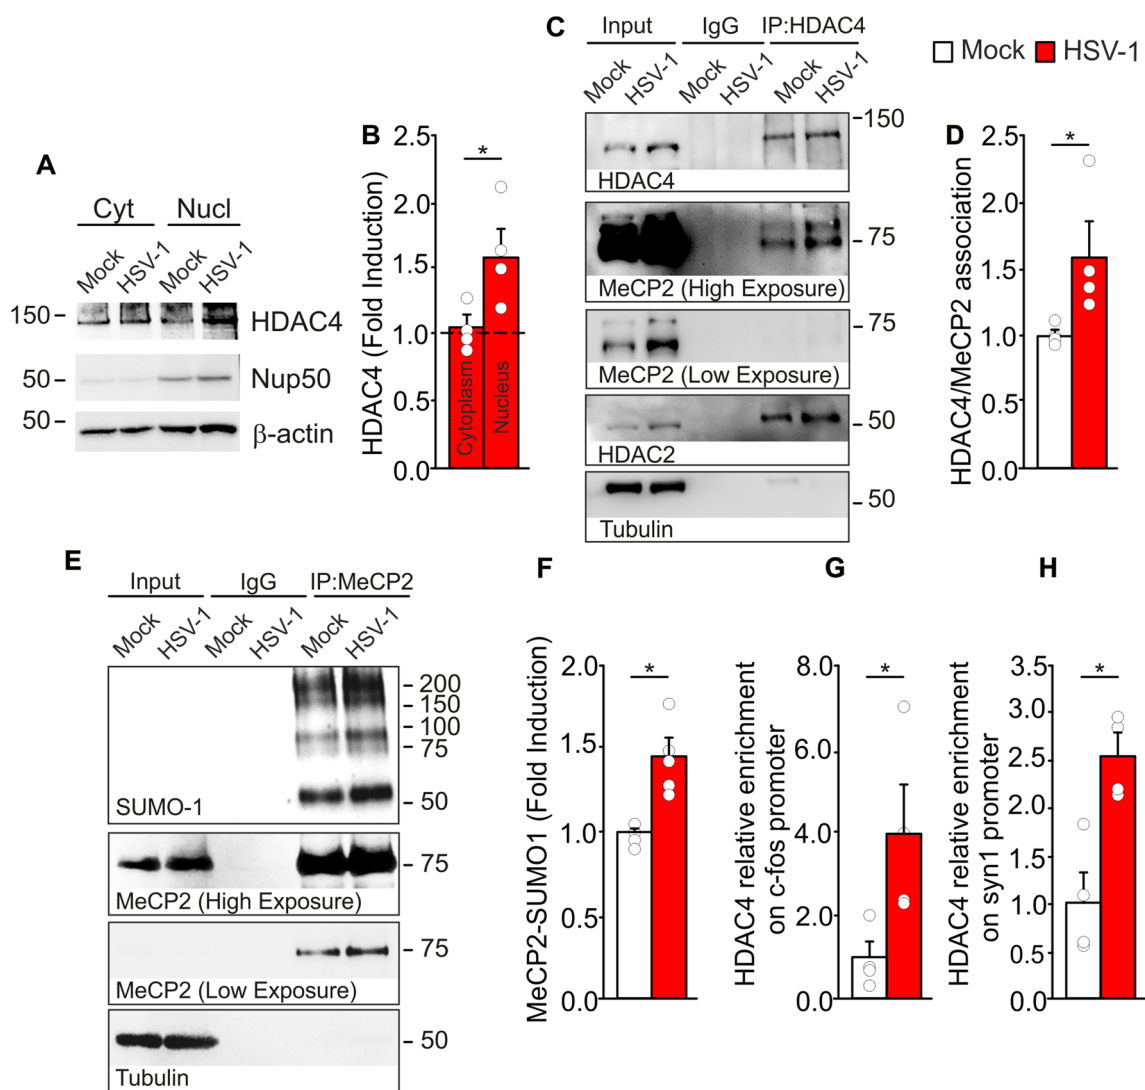 A
Cyt Nucl
Mock HSV-1 Mock HSV-1
150 –
HDAC4
50 –
Nup50
50 –
β-actin
B
HDAC4 (Fold Induction)
2.5
2.0
1.5
1.0
0.5
0.0
*
Cytoplasm
Nucleus
C
Input IgG IP:HDAC4
Mock HSV-1 Mock HSV-1 Mock HSV-1
– 150
HDAC4
– 75
MeCP2 (High Exposure)
– 75
MeCP2 (Low Exposure)
– 50
HDAC2
– 50
Tubulin
Mock HSV-1
D
HDAC4/MeCP2 association
2.5
2.0
1.5
1.0
0.5
0.0
*
E
Input IgG IP:MeCP2
Mock HSV-1 Mock HSV-1 Mock HSV-1
– 200
– 150
– 100
– 75
– 50
SUMO-1
– 75
MeCP2 (High Exposure)
– 75
MeCP2 (Low Exposure)
– 50
Tubulin
F
MeCP2-SUMO1 (Fold Induction)
2.0
1.5
1.0
0.5
0.0
*
G
HDAC4 relative enrichment
on c-fos promoter
8.0
6.0
4.0
2.0
0.0
*
H
HDAC4 relative enrichment
on syn1 promoter
3.5
3.0
2.5
2.0
1.5
1.0
0.5
0.0
*